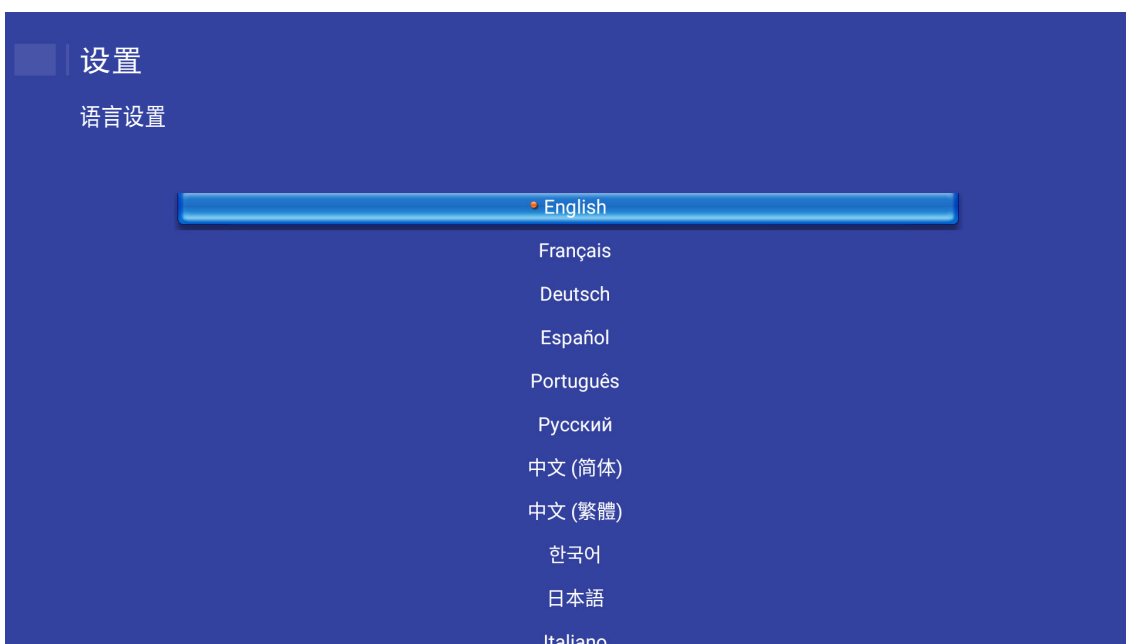 设置
语言设置
English
Français
Deutsch
Español
Português
Русский
中文 (简体)
中文 (繁體)
한국어
日本語
Italiano